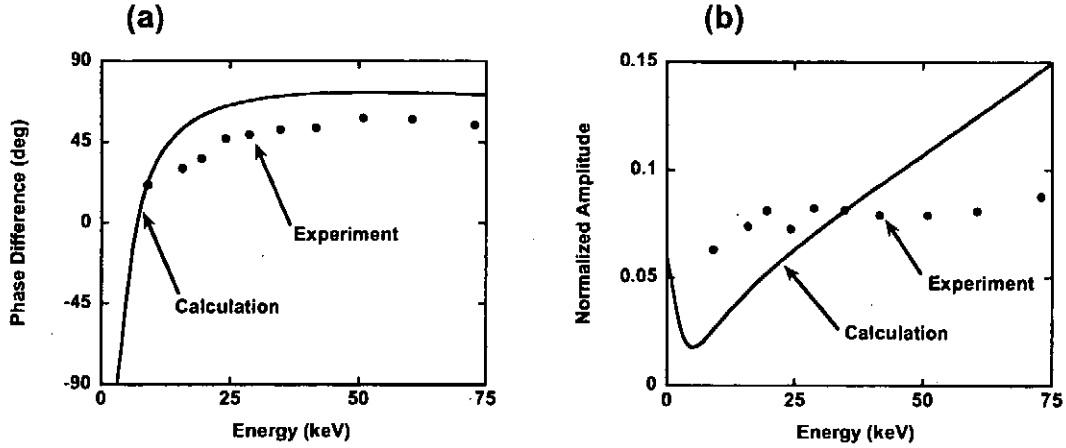 (a)
90
45
0
-45
-90
Phase Difference (deg)
Experiment
Calculation
0
25
50
75
Energy (keV)
(b)
0.15
0.1
0.05
0
Normalized Amplitude
Experiment
Calculation
0
25
50
75
Energy (keV)